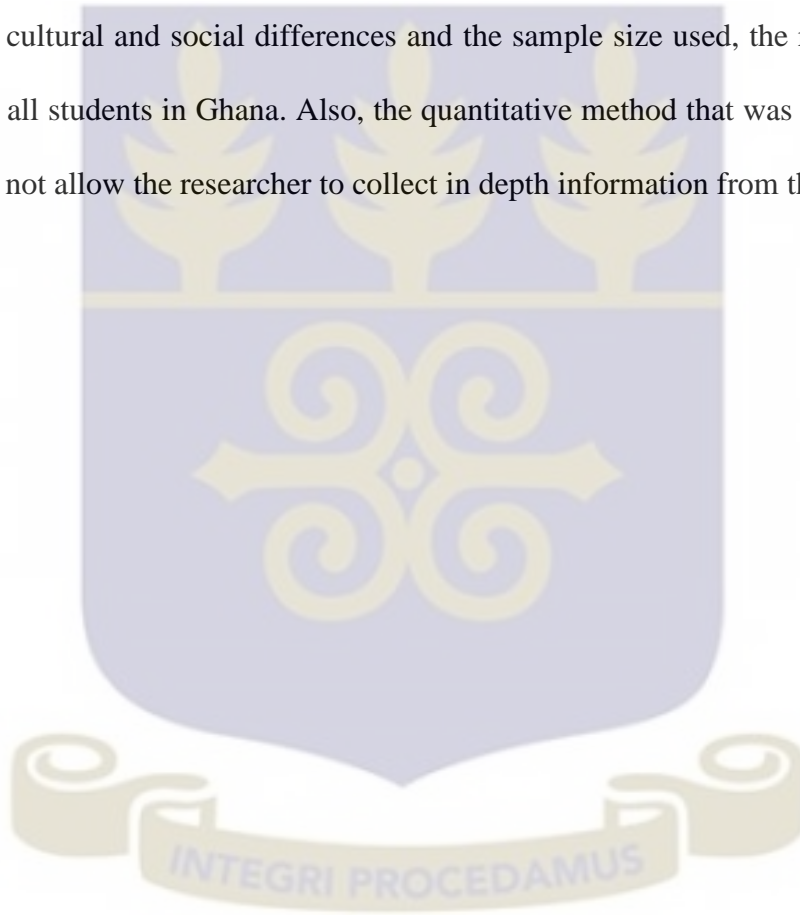 cultural and social differences and the sample size used, the
all students in Ghana. Also, the quantitative method that was
not allow the researcher to collect in depth information from
INTEGRI PROCEDAMUS